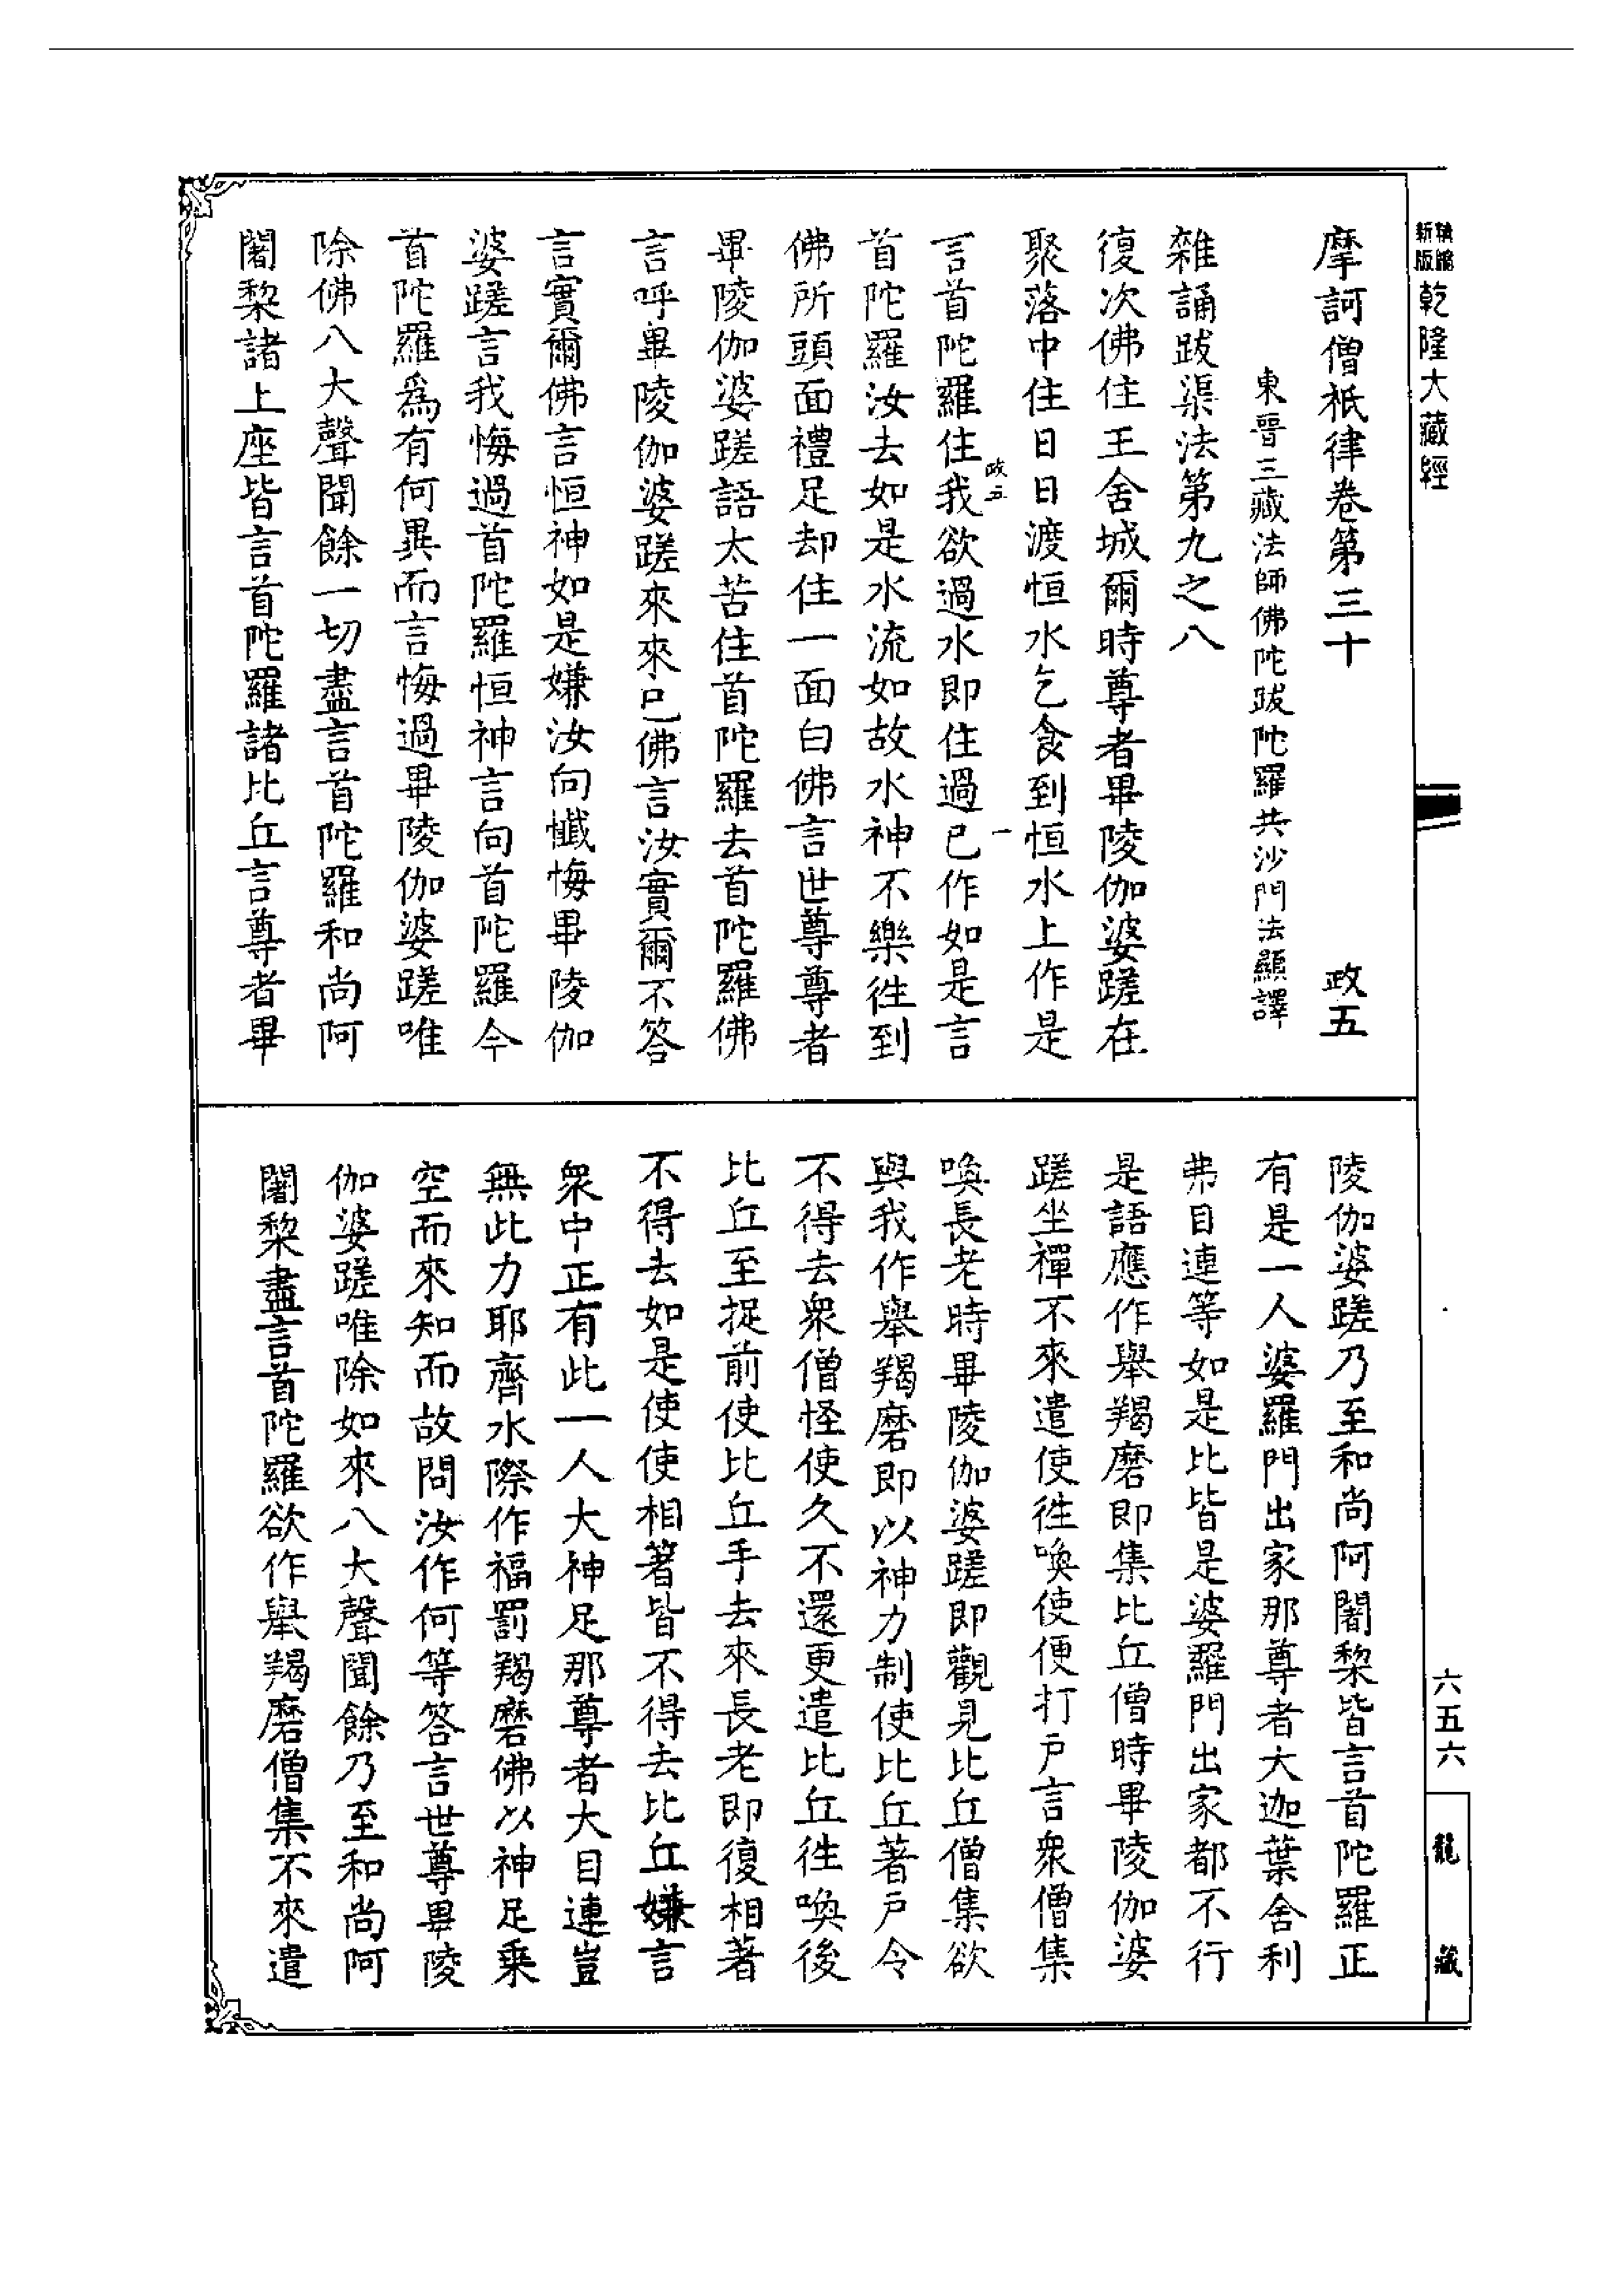 新版精縮乾隆大藏經
摩訶僧祇律卷第三十 政五
東晉三藏法師佛陀跋陀羅共沙門法顯譯
雜誦跋渠法第九之八
復次佛住王舍城爾時尊者畢陵伽婆蹉在
聚落中住日日渡恒水乞食到恒水上作是
政五 一
言首陀羅住我欲過水即住過已作如是言
首陀羅汝去如是水流如故水神不樂往到
佛所頭面禮足却住一面白佛言世尊尊者
畢陵伽婆蹉語太苦住首陀羅去首陀羅佛
言呼畢陵伽婆蹉來來已佛言汝實爾不答
言實爾佛言恒神如是嫌汝向懺悔畢陵伽
婆蹉言我悔過首陀羅恒神言向首陀羅今
首陀羅爲有何異而言悔過畢陵伽婆蹉唯
除佛八大聲聞餘一切盡言首陀羅和尚阿
闍黎諸上座皆言首陀羅諸比丘言尊者畢
陵伽婆蹉乃至和尚阿闍黎皆言首陀羅正
有是一人婆羅門出家那尊者大迦葉舍利
弗目連等如是比皆是婆羅門出家都不行
是語應作舉羯磨即集比丘僧時畢陵伽婆
蹉坐禪不來遣使往喚使便打戶言衆僧集
喚長老時畢陵伽婆蹉即觀見比丘僧集欲
與我作舉羯磨即以神力制使比丘著戶令
不得去衆僧怪使久不還更遣比丘往喚後
比丘至捉前使比丘手去來長老即復相著
不得去如是使使相著皆不得去比丘嫌言
衆中正有此一人大神足那尊者大目連豈
無此力耶齊水際作福罰羯磨佛以神足乘
空而來知而故問汝作何等答言世尊畢陵
伽婆蹉唯除如來八大聲聞餘乃至和尚阿
闍黎盡言首陀羅欲作舉羯磨僧集不來遣
六五六
龍藏